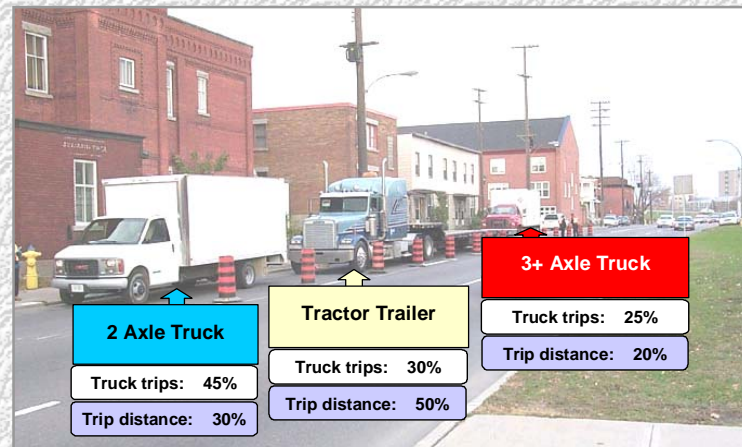 2 Axle Truck
Truck trips: 45%
Trip distance: 30%
Tractor Trailer
Truck trips: 30%
Trip distance: 50%
3+ Axle Truck
Truck trips: 25%
Trip distance: 20%